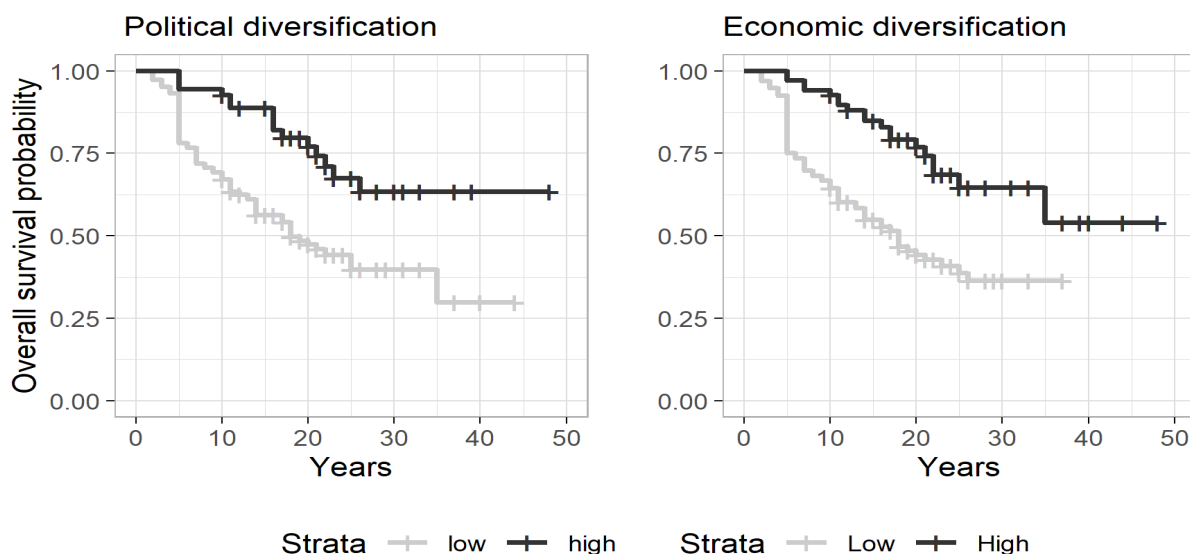 Political diversification
Economic diversification
Overall survival probability
1.00
0.75
0.50
0.25
0.00
0 10 20 30 40 50
Years
1.00
0.75
0.50
0.25
0.00
0 10 20 30 40 50
Years
Strata low high
Strata Low High